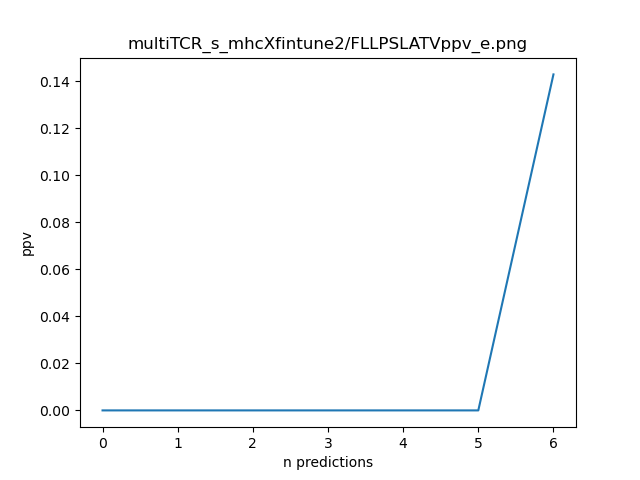 multiTCR_s_mhcXfintune2/FLLPSLATVppv_e.png
0.14
0.12
0.10
0.08
0.06
0.04
0.02
0.00
ppv
0 1 2 3 4 5 6
n predictions